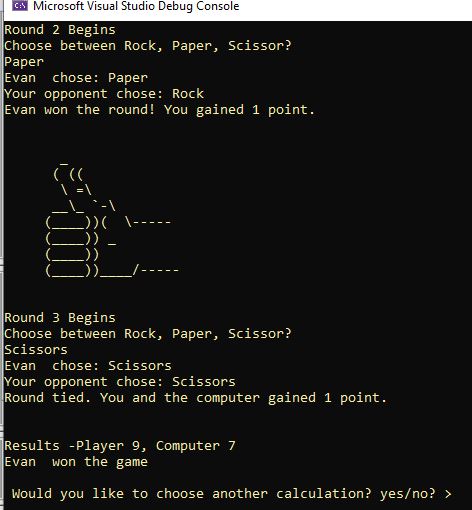 Microsoft Visual Studio Debug Console
Round 2 Begins
Choose between Rock, Paper, Scissor?
Paper
Evan  chose: Paper
Your opponent chose: Rock
Evan won the round! You gained 1 point.
       _
      ( ((
       \ =\
      __\_ `-\
     (____))(  \-----
     (____)) _
     (____))
     (____))____/-----
Round 3 Begins
Choose between Rock, Paper, Scissor?
Scissors
Evan  chose: Scissors
Your opponent chose: Scissors
Round tied. You and the computer gained 1 point.
Results -Player 9, Computer 7
Evan  won the game
 Would you like to choose another calculation? yes/no? >